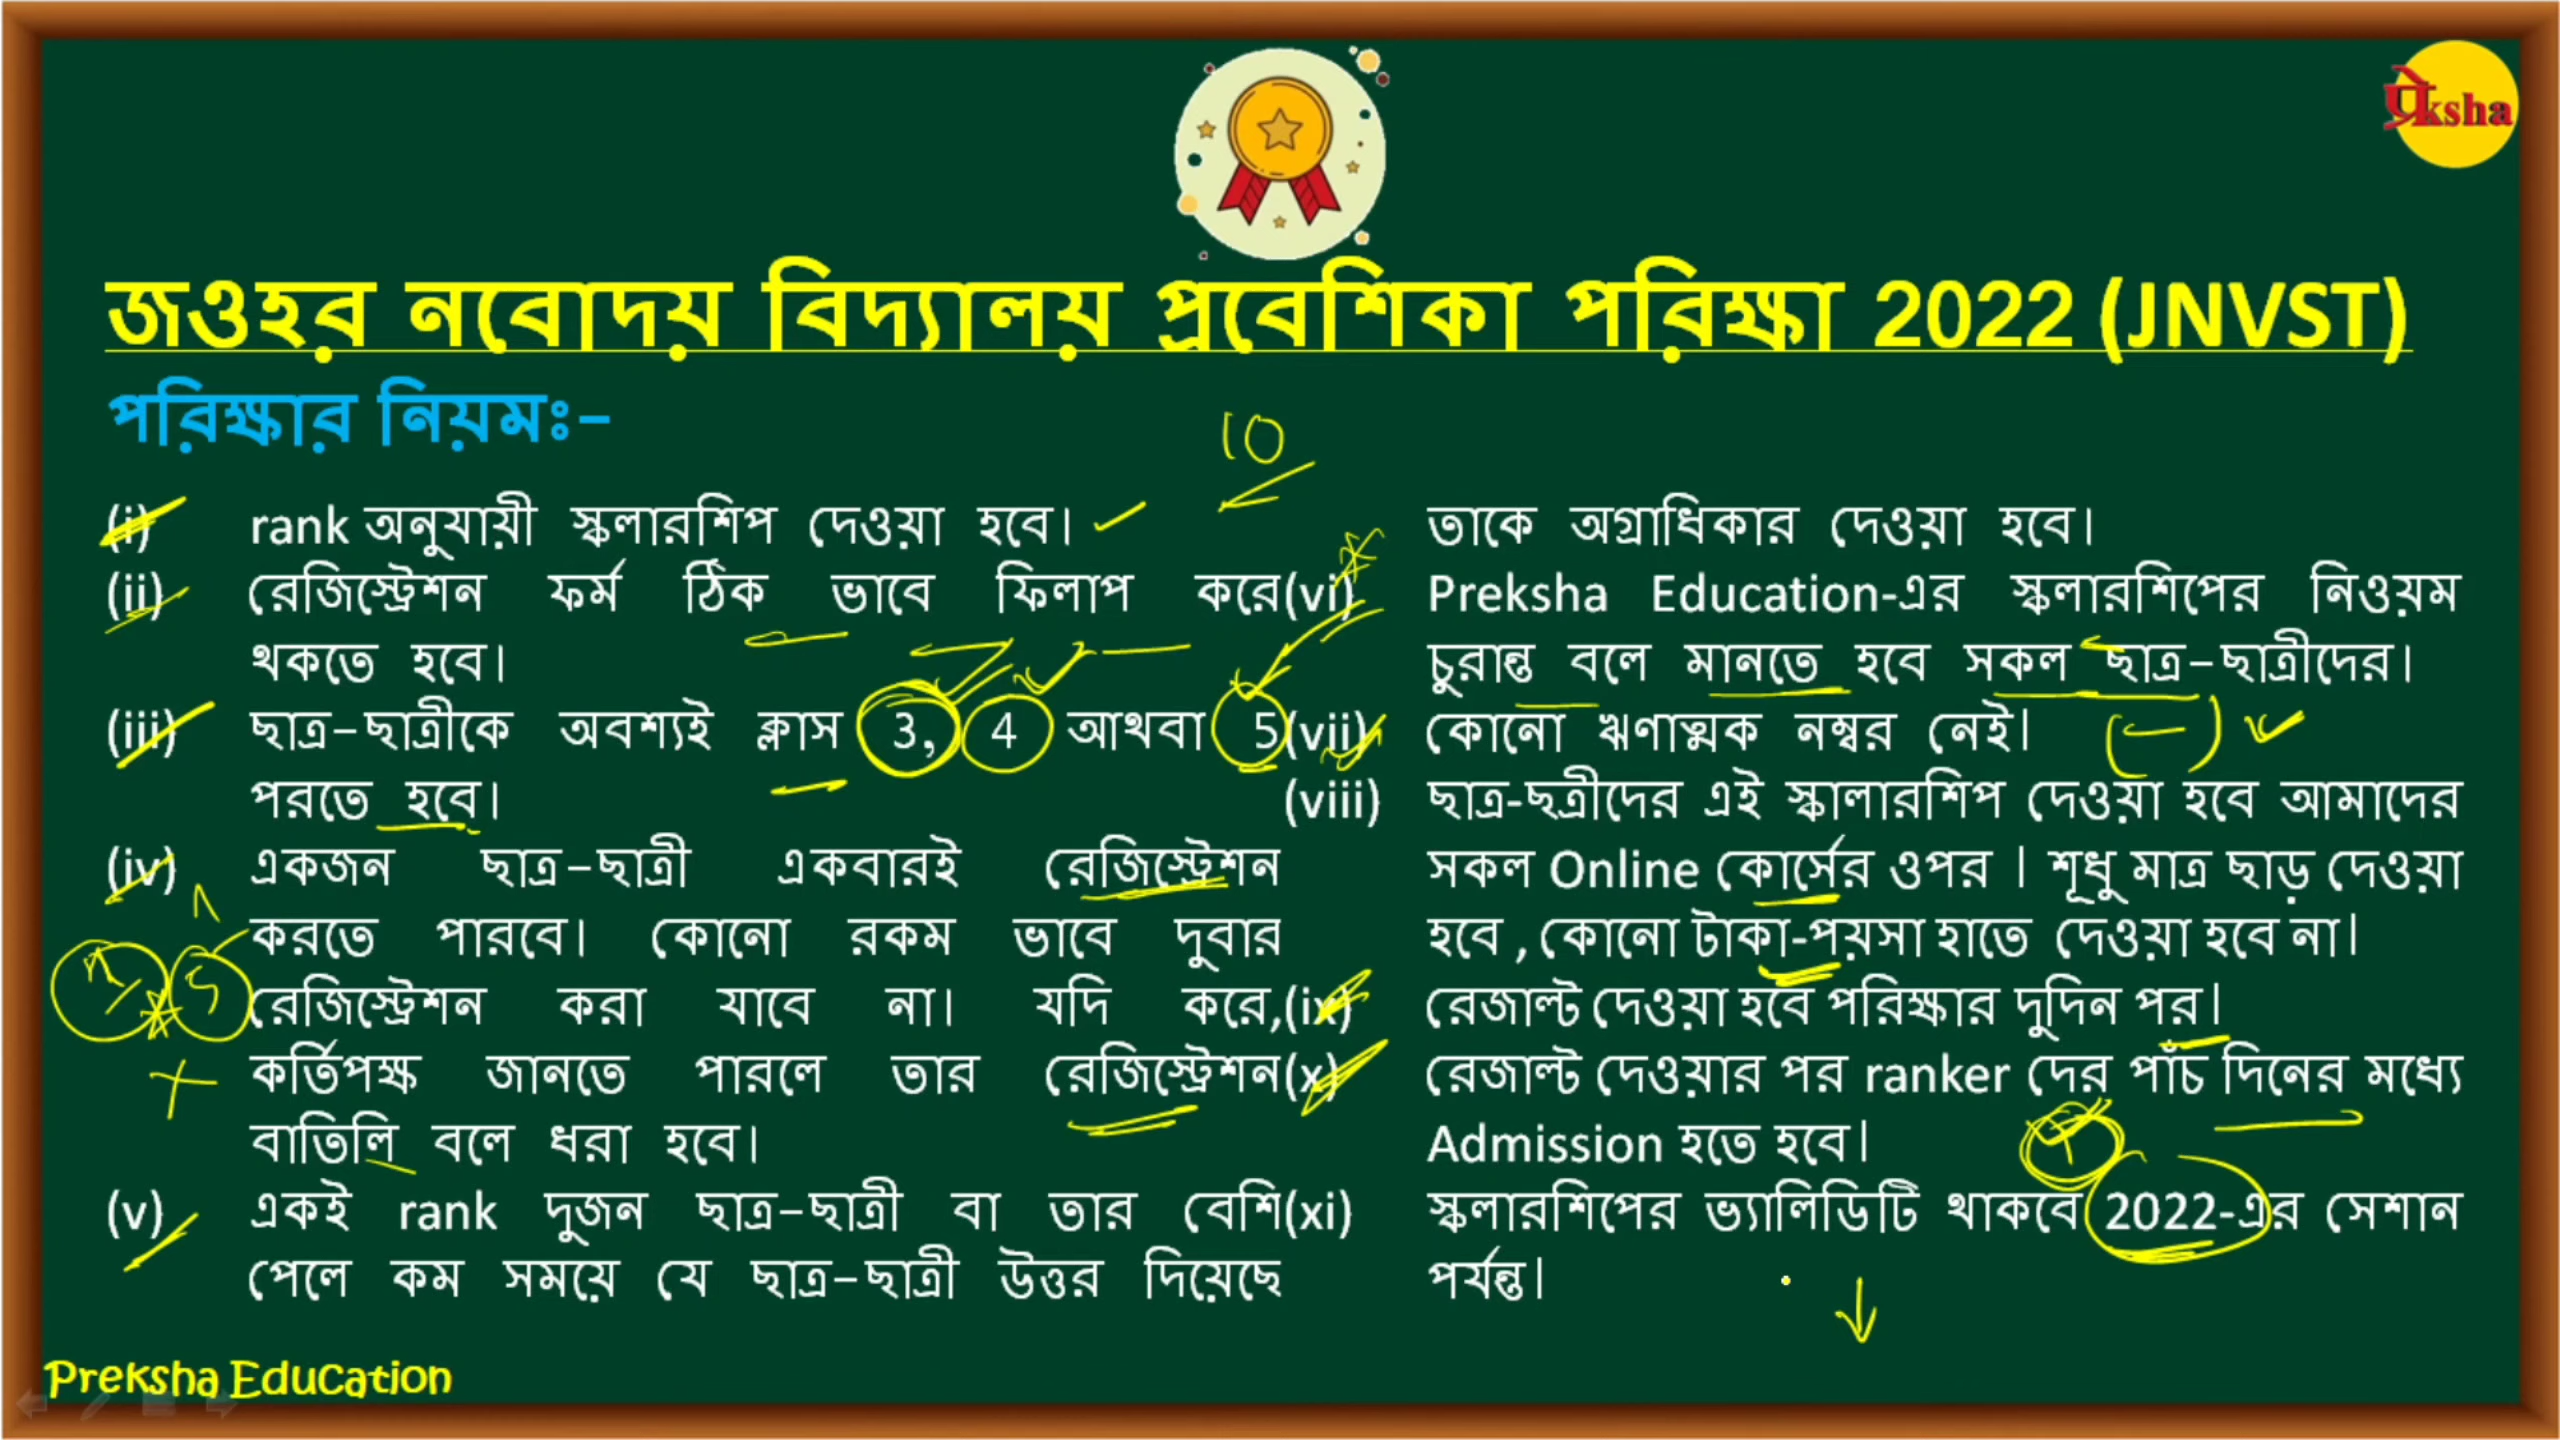 प्रेksha
জওহর নবোদয় বিদ্যালয় প্রবেশিকা পরিক্ষা 2022 (JNVST)
পরিক্ষার নিয়মঃ-
10
(i) rank অনুযায়ী স্কলারশিপ দেওয়া হবে।
(ii) রেজিস্ট্রেশন ফর্ম ঠিক ভাবে ফিলাপ করে
থকতে হবে।
(iii) ছাত্র-ছাত্রীকে অবশ্যই ক্লাস 3, 4 আথবা 5
পরতে হবে।
(iv) একজন ছাত্র-ছাত্রী একবারই রেজিস্ট্রেশন
করতে পারবে। কোনো রকম ভাবে দুবার
রেজিস্ট্রেশন করা যাবে না। যদি করে,
কর্তিপক্ষ জানতে পারলে তার রেজিস্ট্রেশন
বাতিলি বলে ধরা হবে।
(v) একই rank দুজন ছাত্র-ছাত্রী বা তার বেশি
পেলে কম সময়ে যে ছাত্র-ছাত্রী উত্তর দিয়েছে
তাকে অগ্রাধিকার দেওয়া হবে।
(vi) Preksha Education-এর স্কলারশিপের নিওয়ম
চুরান্ত বলে মানতে হবে সকল ছাত্র-ছাত্রীদের।
(vii) কোনো ঋণাত্মক নম্বর নেই। (-)
(viii) ছাত্র-ছত্রীদের এই স্কালারশিপ দেওয়া হবে আমাদের
সকল Online কোর্সের ওপর । শূধু মাত্র ছাড় দেওয়া
হবে , কোনো টাকা-পয়সা হাতে দেওয়া হবে না।
(ix) রেজাল্ট দেওয়া হবে পরিক্ষার দুদিন পর।
(x) রেজাল্ট দেওয়ার পর ranker দের পাঁচ দিনের মধ্যে
Admission হতে হবে।
(xi) স্কলারশিপের ভ্যালিডিটি থাকবে 2022-এর সেশান
পর্যন্ত।
Preksha Education